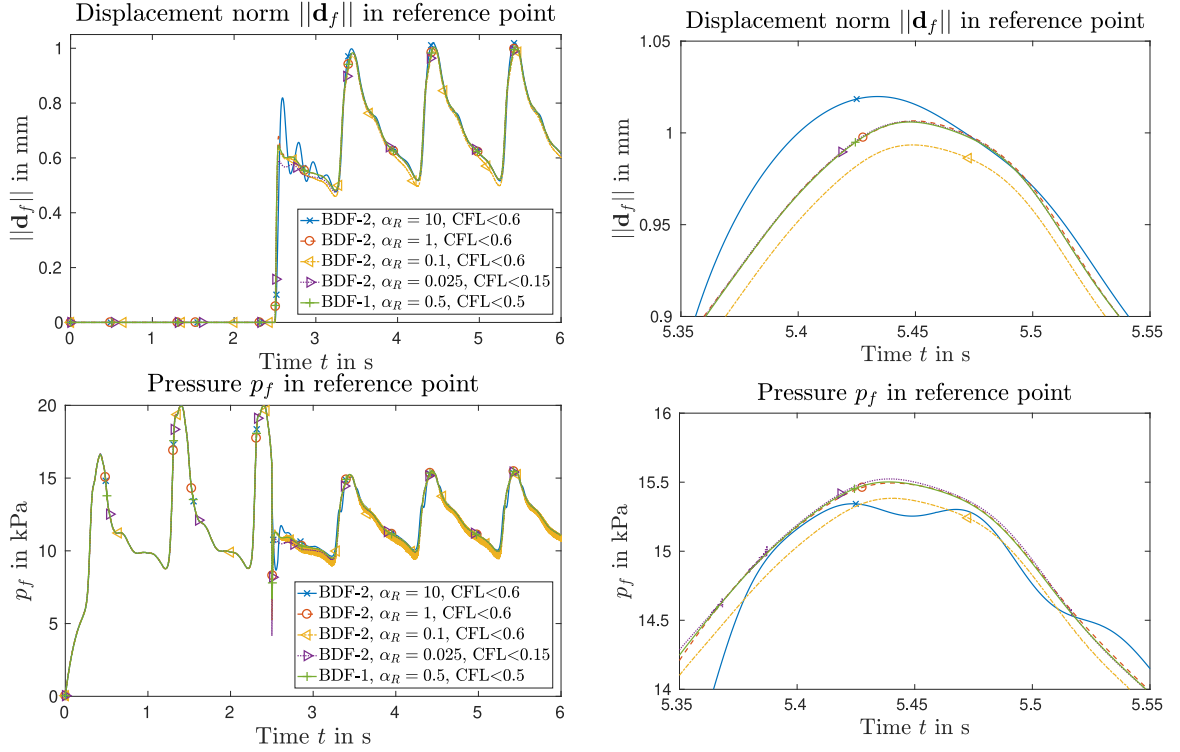 Displacement norm ||d_f|| in reference point
||d_f|| in mm
1
0.8
0.6
0.4
0.2
0
BDF-2, α_R = 10, CFL<0.6
BDF-2, α_R = 1, CFL<0.6
BDF-2, α_R = 0.1, CFL<0.6
BDF-2, α_R = 0.025, CFL<0.15
BDF-1, α_R = 0.5, CFL<0.5
0 1 2 3 4 5 6
Time t in s
Displacement norm ||d_f|| in reference point
||d_f|| in mm
1.05
1
0.95
0.9
5.35 5.4 5.45 5.5 5.55
Time t in s
Pressure p_f in reference point
p_f in kPa
20
15
10
5
0
BDF-2, α_R = 10, CFL<0.6
BDF-2, α_R = 1, CFL<0.6
BDF-2, α_R = 0.1, CFL<0.6
BDF-2, α_R = 0.025, CFL<0.15
BDF-1, α_R = 0.5, CFL<0.5
0 1 2 3 4 5 6
Time t in s
Pressure p_f in reference point
p_f in kPa
16
15.5
15
14.5
14
5.35 5.4 5.45 5.5 5.55
Time t in s